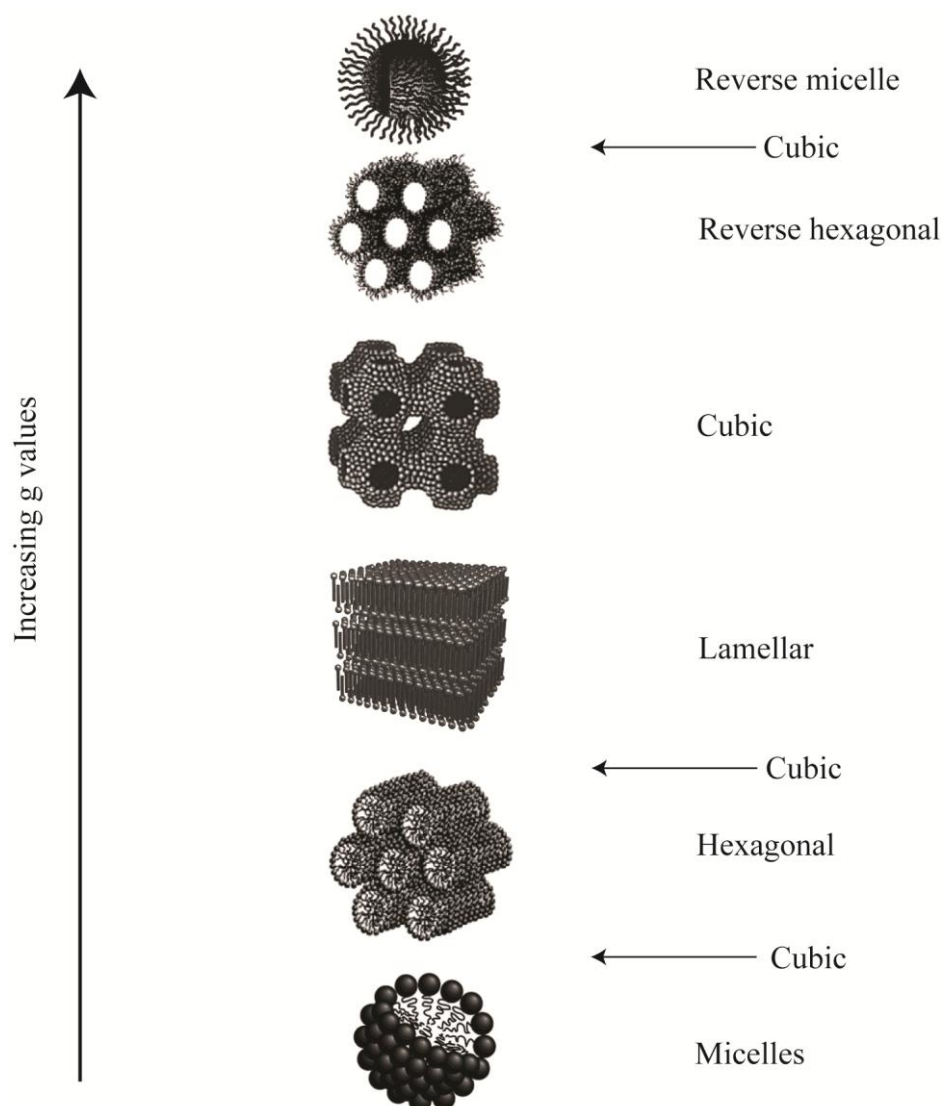 Reverse micelle
Cubic
Reverse hexagonal
Cubic
Increasing g values
Lamellar
Cubic
Hexagonal
Cubic
Micelles